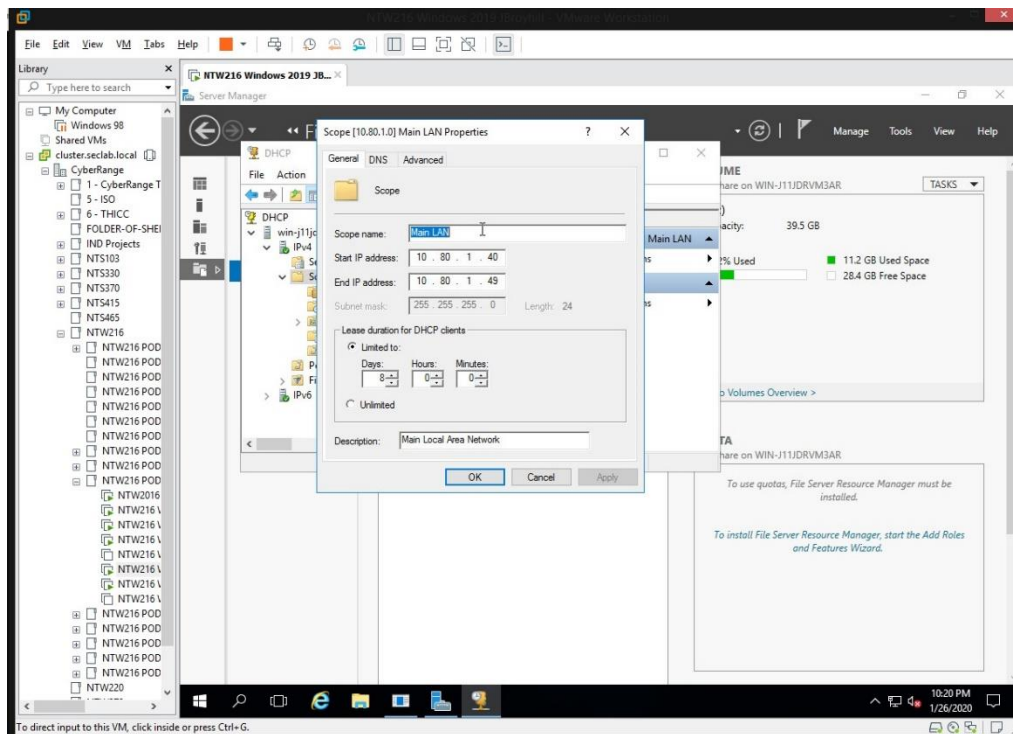 NTW216 Windows 2019 JBroyhill - VMware Workstation
File Edit View VM Tabs Help
Library
Type here to search
My Computer
Windows 98
Shared VMs
cluster.seclab.local
CyberRange
1 - CyberRange T
5 - ISO
6 - THICC
FOLDER-OF-SHEI
IND Projects
NTS103
NTS330
NTS370
NTS415
NTS465
NTW216
NTW216 POD
NTW216 POD
NTW216 POD
NTW216 POD
NTW216 POD
NTW216 POD
NTW216 POD
NTW216 POD
NTW216 POD
NTW216 POD
NTW2016
NTW216 V
NTW216 V
NTW216 V
NTW216 V
NTW216 V
NTW216 V
NTW216 V
NTW216 POD
NTW216 POD
NTW216 POD
NTW216 POD
NTW216 POD
NTW220
NTW216 Windows 2019 JB...
Server Manager
Manage Tools View Help
DHCP
File Action
DHCP
win-j11jd
IPv4
IPv6
Main LAN
Scope [10.80.1.0] Main LAN Properties
General DNS Advanced
Scope
Scope name: Main LAN
Start IP address: 10 . 80 . 1 . 40
End IP address: 10 . 80 . 1 . 49
Subnet mask: 255 . 255 . 255 . 0 Length: 24
Lease duration for DHCP clients
Limited to:
Days: Hours: Minutes:
8 0 0
Unlimited
Description: Main Local Area Network
OK Cancel Apply
UME
hare on WIN-J11JDRVM3AR
TASKS
acity: 39.5 GB
% Used
11.2 GB Used Space
28.4 GB Free Space
o Volumes Overview >
TA
hare on WIN-J11JDRVM3AR
To use quotas, File Server Resource Manager must be
installed.
To install File Server Resource Manager, start the Add Roles
and Features Wizard.
10:20 PM
1/26/2020
To direct input to this VM, click inside or press Ctrl+G.